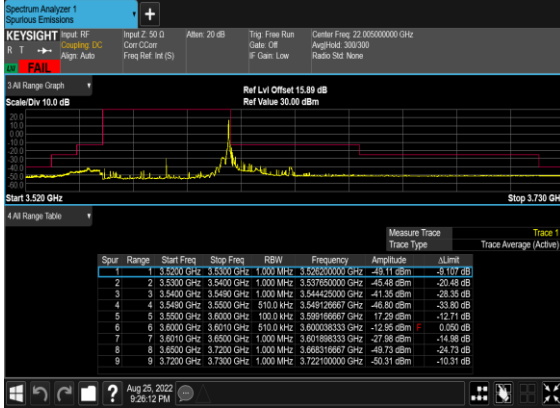 Spectrum Analyzer 1
Spurious Emissions
+
KEYSIGHT Input: RF Input Z: 50 Ω Atten: 20 dB Trig: Free Run Center Freq: 22.005000000 GHz
R T Coupling: DC Corr CCorr Gate: Off Avg|Hold: 300/300
Align: Auto Freq Ref: Int (S) IF Gain: Low Radio Std: None
FAIL
3 All Range Graph
Ref Lvl Offset 15.89 dB
Scale/Div 10.0 dB Ref Value 30.00 dBm
20.0
10.0
0.00
-10.0
-20.0
-30.0
-40.0
-50.0
-60.0
Start 3.520 GHz Stop 3.730 GH
4 All Range Table
Measure Trace Trace 1
Trace Type Trace Average (Active)
Spur Range Start Freq Stop Freq RBW Frequency Amplitude ΔLimit
1 1 3.5200 GHz 3.5300 GHz 1.000 MHz 3.526200000 GHz -49.11 dBm -9.107 dB
2 2 3.5300 GHz 3.5400 GHz 1.000 MHz 3.537650000 GHz -45.48 dBm -20.48 dB
3 3 3.5400 GHz 3.5490 GHz 1.000 MHz 3.544425000 GHz -41.35 dBm -28.35 dB
4 4 3.5490 GHz 3.5500 GHz 510.0 kHz 3.549126667 GHz -46.80 dBm -33.80 dB
5 5 3.5500 GHz 3.6000 GHz 100.0 kHz 3.599166667 GHz 17.29 dBm -12.71 dB
6 6 3.6000 GHz 3.6010 GHz 510.0 kHz 3.600038333 GHz -12.95 dBm F 0.050 dB
7 7 3.6010 GHz 3.6500 GHz 1.000 MHz 3.601898333 GHz -27.98 dBm -14.98 dB
8 8 3.6500 GHz 3.7200 GHz 1.000 MHz 3.668316667 GHz -49.73 dBm -24.73 dB
9 9 3.7200 GHz 3.7300 GHz 1.000 MHz 3.722100000 GHz -50.31 dBm -10.31 dB
? Aug 25, 2022
9:26:12 PM